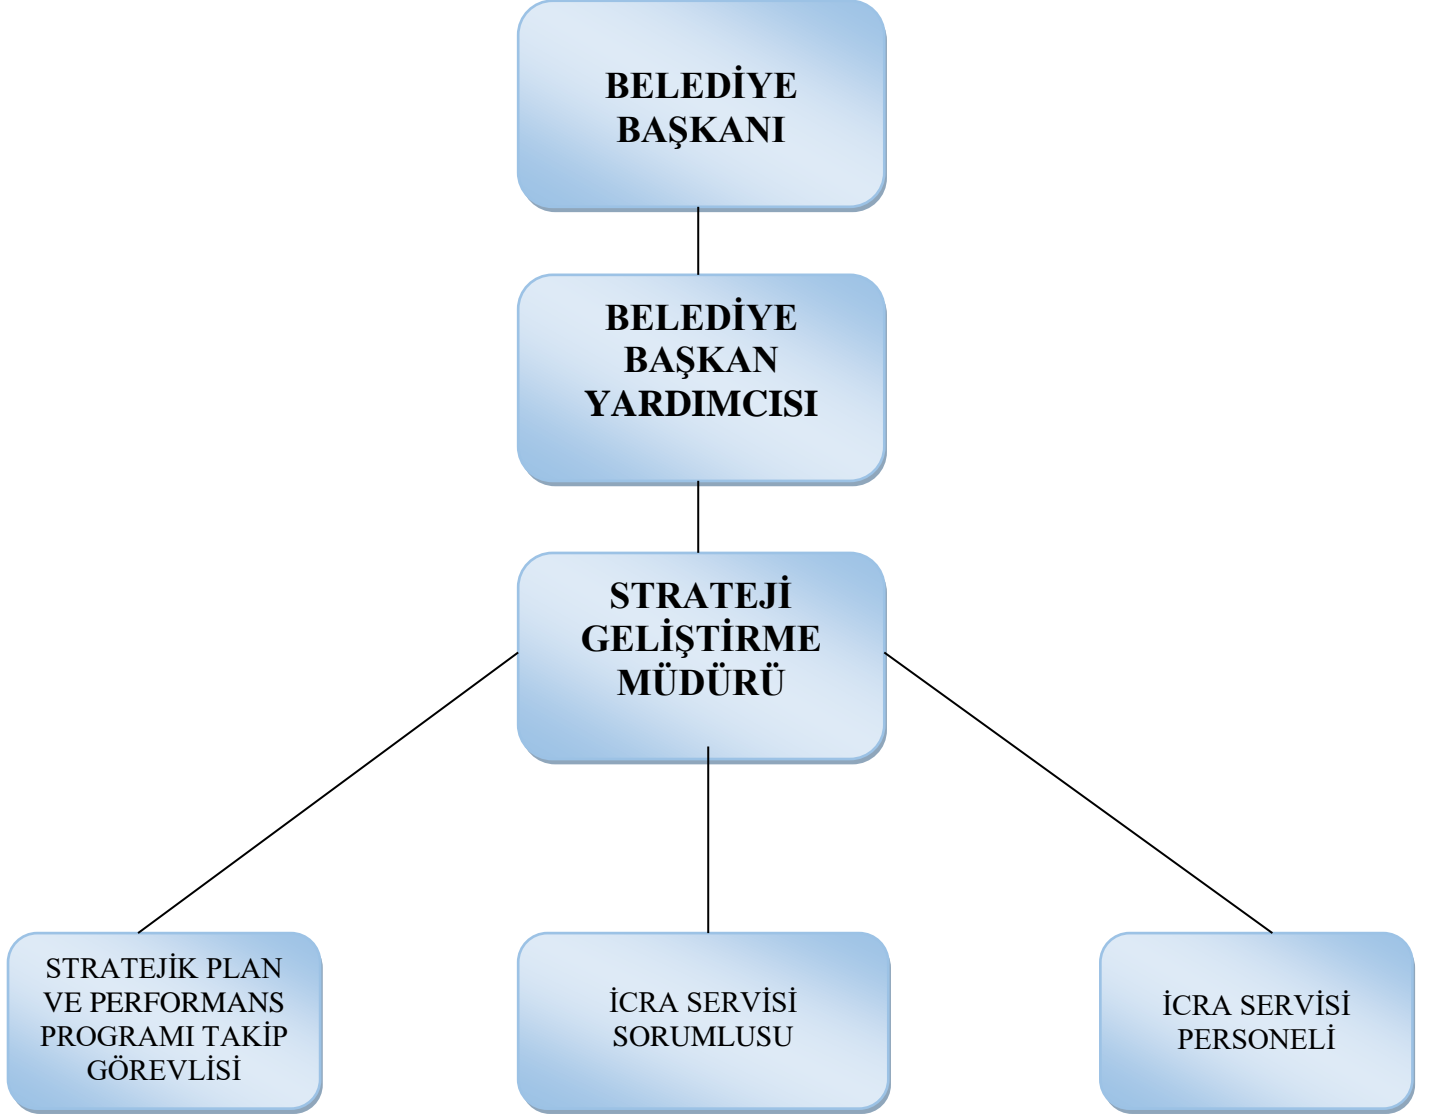 BELEDİYE
BAŞKANI
BELEDİYE
BAŞKAN
YARDIMCISI
STRATEJİ
GELİŞTİRME
MÜDÜRÜ
STRATEJİK PLAN
VE PERFORMANS
PROGRAMI TAKİP
GÖREVLİSİ
İCRA SERVİSİ
SORUMLUSU
İCRA SERVİSİ
PERSONELİ